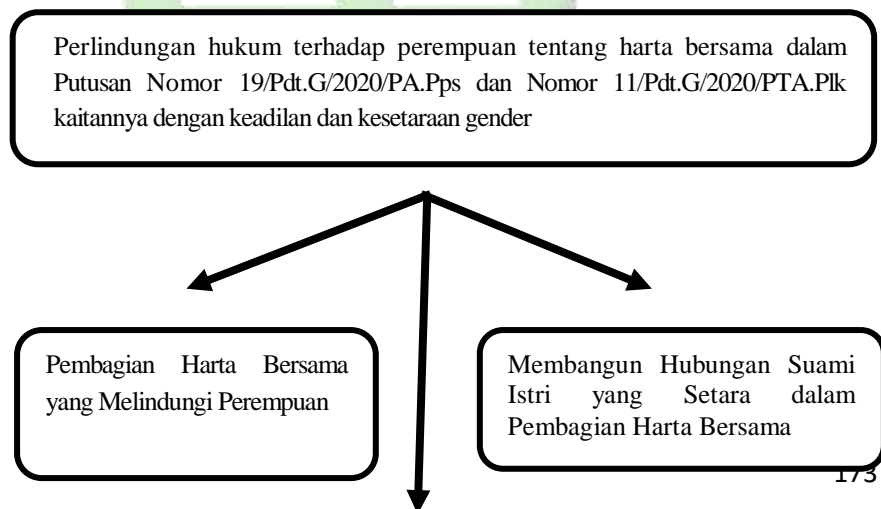 Perlindungan hukum terhadap perempuan tentang harta bersama dalam
Putusan Nomor 19/Pdt.G/2020/PA.Pps dan Nomor 11/Pdt.G/2020/PTA.Plk
kaitannya dengan keadilan dan kesetaraan gender
Pembagian Harta Bersama
yang Melindungi Perempuan
Membangun Hubungan Suami
Istri yang Setara dalam
Pembagian Harta Bersama
173